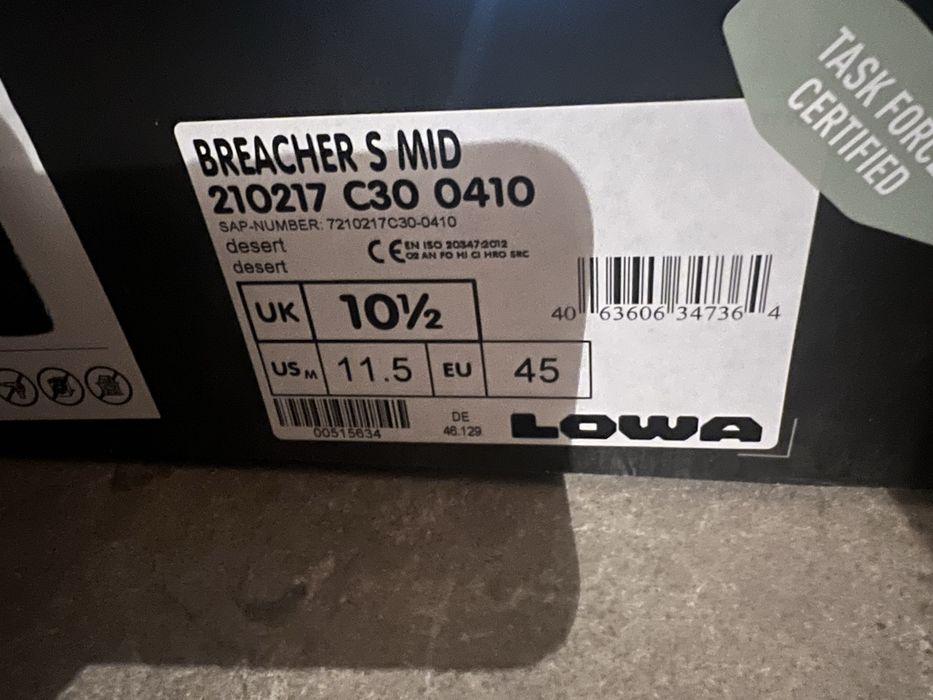 TASK FORCE
CERTIFIED
BREACHER S MID
210217 C30 0410
SAP-NUMBER: 7210217C30-0410
desert
desert
CE EN ISO 20347:2012
O2 AN FO HI CI HRO SRC
UK 10½
40 63606 34736 4
US M 11.5 EU 45
00515634
DE
46.129
LOWA